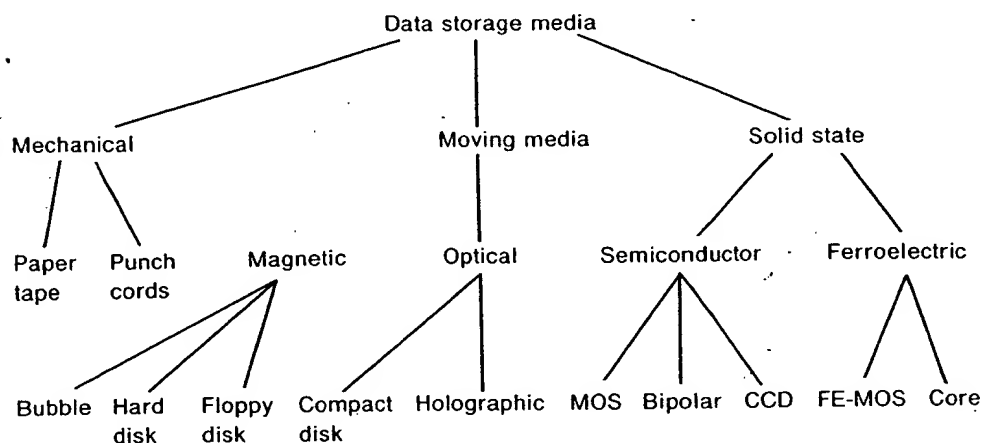 Data storage media
Mechanical
Moving media
Solid state
Paper
tape
Punch
cords
Magnetic
Optical
Semiconductor
Ferroelectric
Bubble
Hard
disk
Floppy
disk
Compact
disk
Holographic
MOS
Bipolar
CCD
FE-MOS
Core